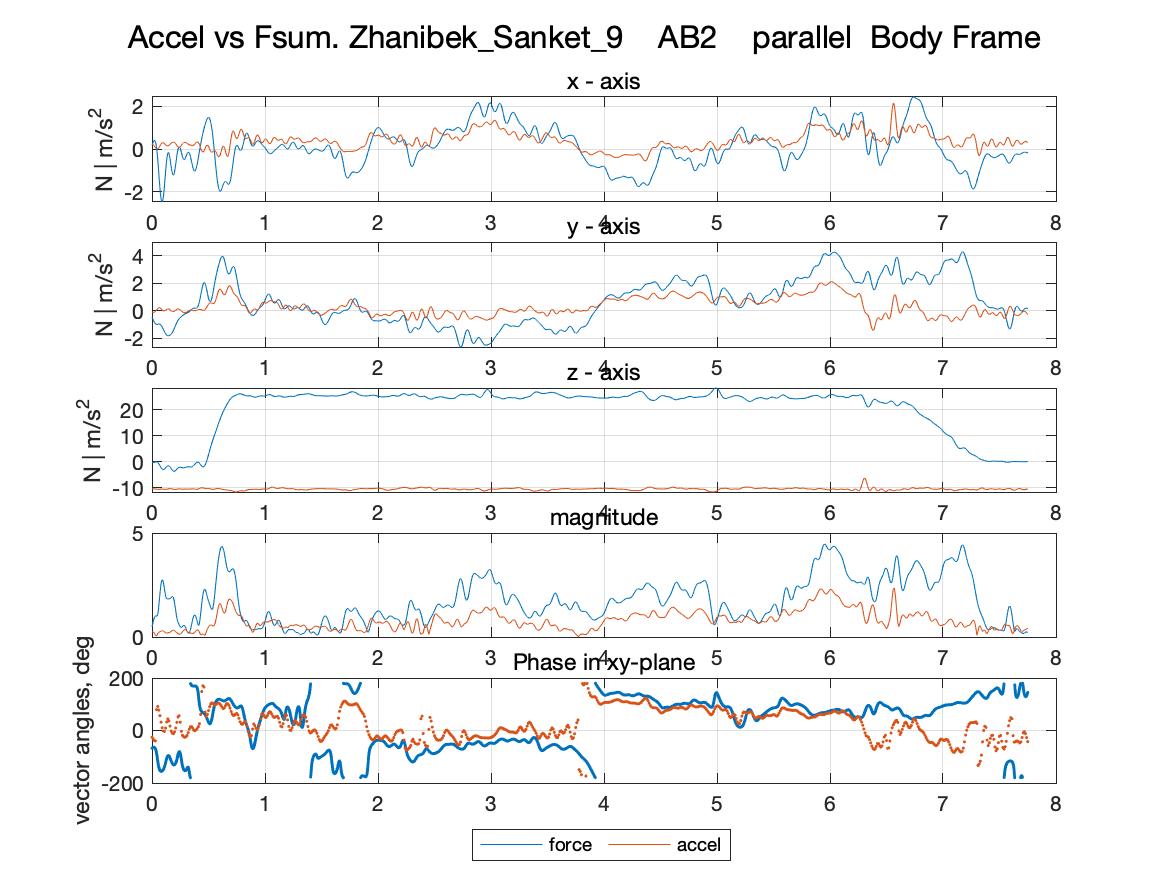 Accel vs Fsum. Zhanibek_Sanket_9 AB2 parallel Body Frame
x - axis
N | m/s2
2
0
-2
0 1 2 3 4 5 6 7 8
y - axis
N | m/s2
4
2
0
-2
0 1 2 3 4 5 6 7 8
z - axis
N | m/s2
20
10
0
-10
0 1 2 3 4 5 6 7 8
magnitude
5
0
0 1 2 3 4 5 6 7 8
Phase in xy-plane
vector angles, deg
200
0
-200
0 1 2 3 4 5 6 7 8
force accel